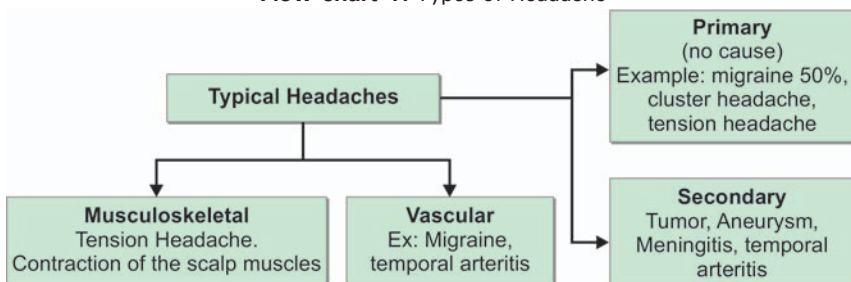 Typical Headaches
Primary
(no cause)
Example: migraine 50%,
cluster headache,
tension headache
Musculoskeletal
Tension Headache.
Contraction of the scalp muscles
Vascular
Ex: Migraine,
temporal arteritis
Secondary
Tumor, Aneurysm,
Meningitis, temporal
arteritis